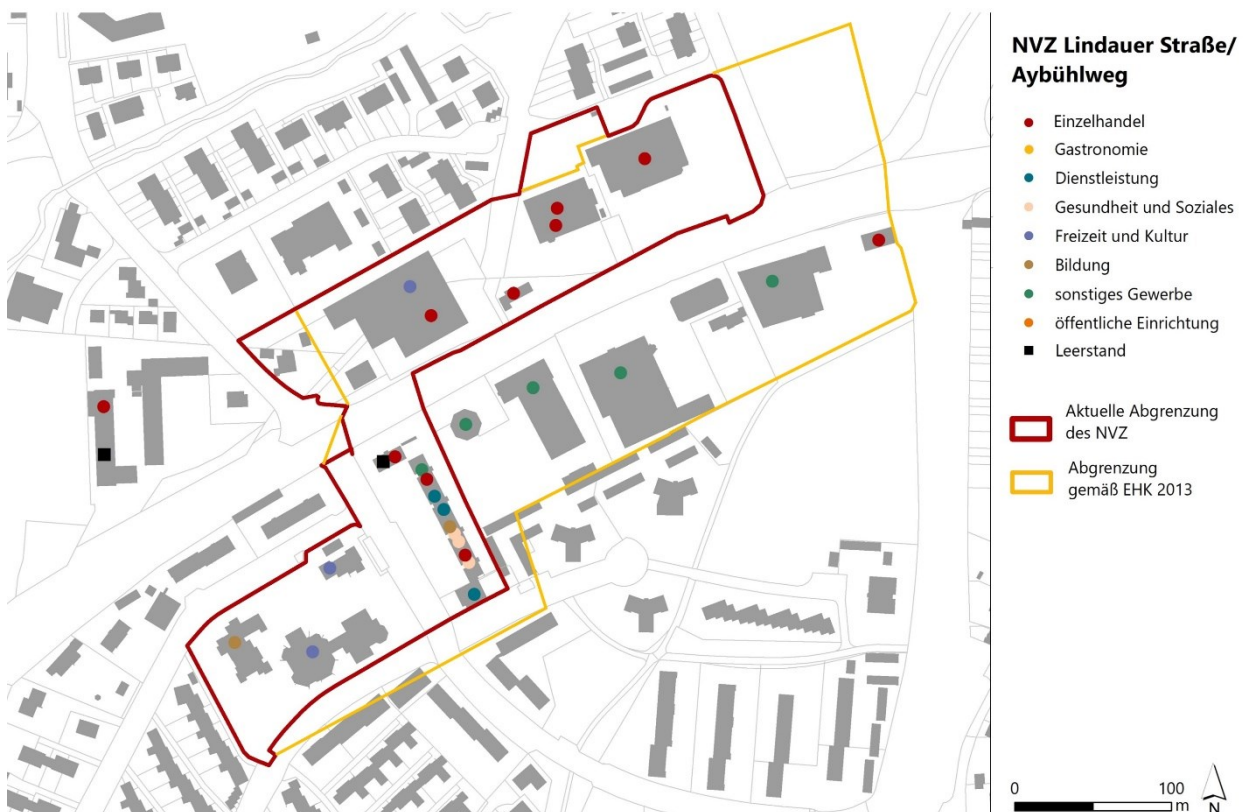 NVZ Lindauer Straße/
Aybühlweg
Einzelhandel
Gastronomie
Dienstleistung
Gesundheit und Soziales
Freizeit und Kultur
Bildung
sonstiges Gewerbe
öffentliche Einrichtung
Leerstand
Aktuelle Abgrenzung
des NVZ
Abgrenzung
gemäß EHK 2013
0 100
m N